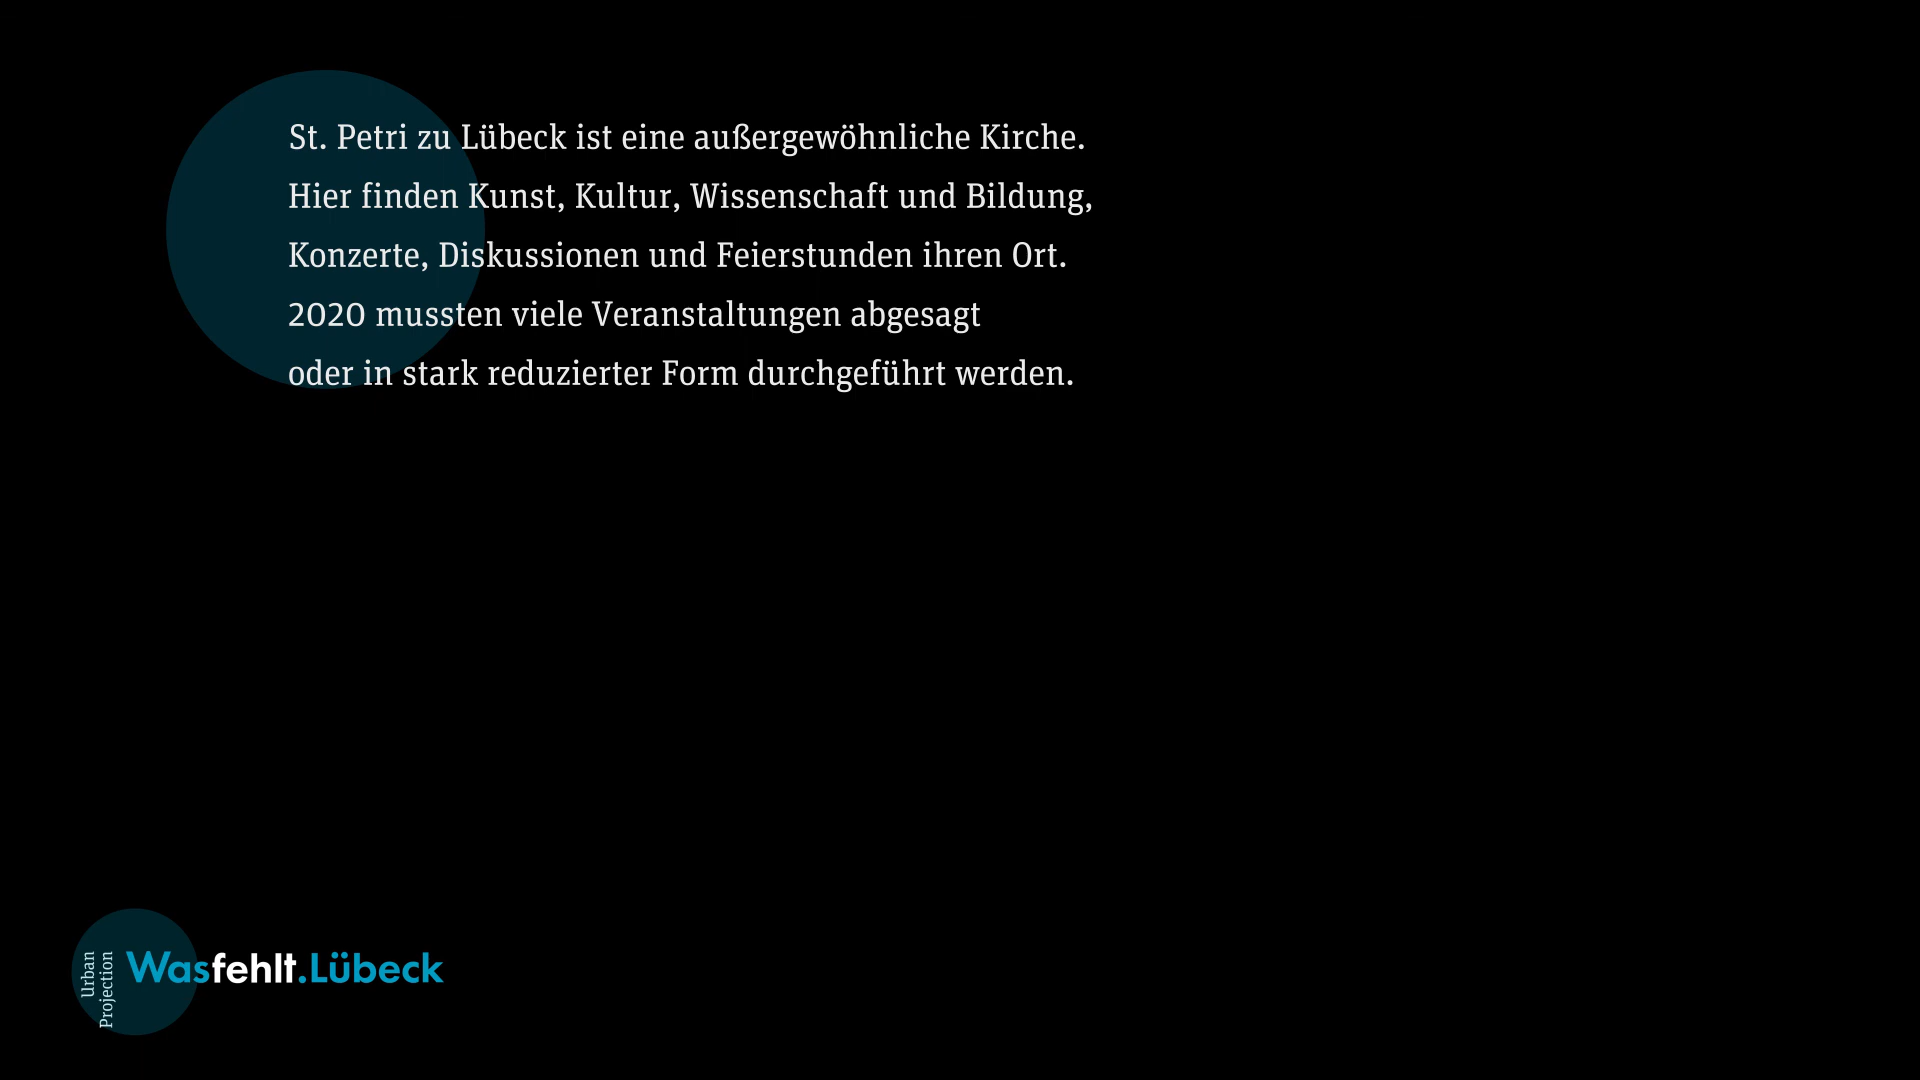 St. Petri zu Lübeck ist eine außergewöhnliche Kirche.
Hier finden Kunst, Kultur, Wissenschaft und Bildung,
Konzerte, Diskussionen und Feierstunden ihren Ort.
2020 mussten viele Veranstaltungen abgesagt
oder in stark reduzierter Form durchgeführt werden.
Urban
Projection
Wasfehlt.Lübeck